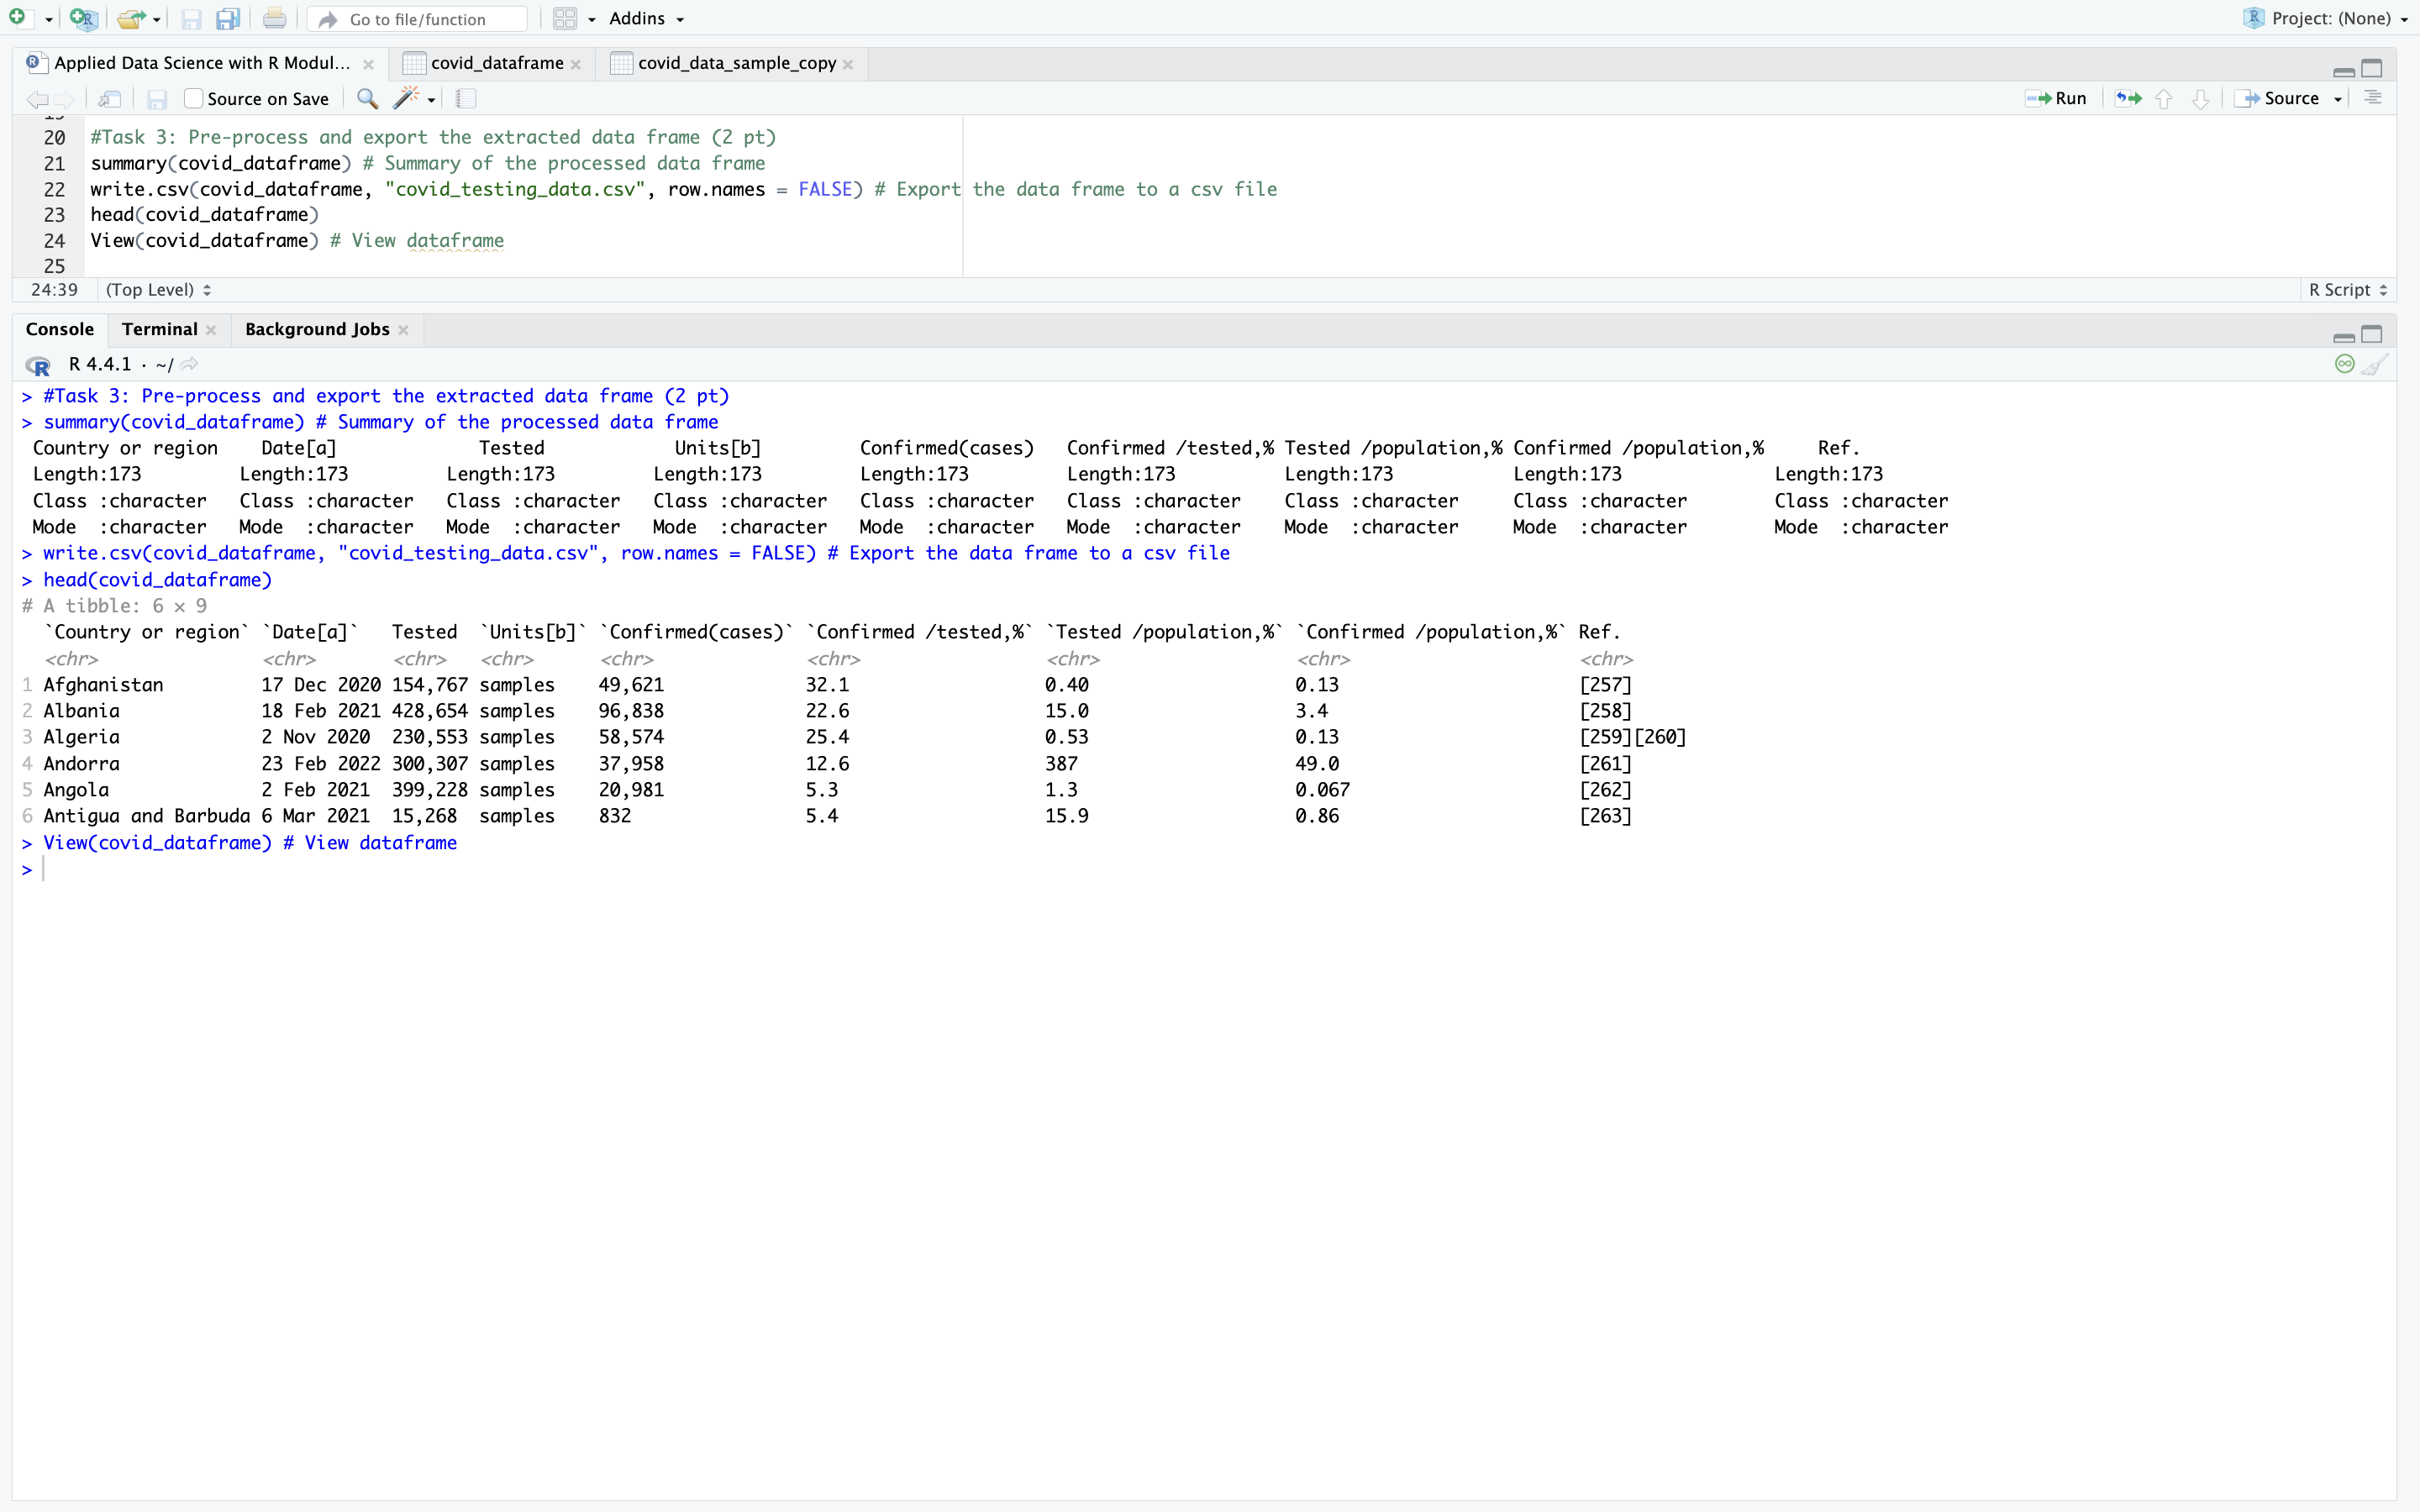 Go to file/function Addins Project: (None)
Applied Data Science with R Modul... covid_dataframe covid_data_sample_copy
Source on Save Run Source
20 #Task 3: Pre-process and export the extracted data frame (2 pt)
21 summary(covid_dataframe) # Summary of the processed data frame
22 write.csv(covid_dataframe, "covid_testing_data.csv", row.names = FALSE) # Export the data frame to a csv file
23 head(covid_dataframe)
24 View(covid_dataframe) # View dataframe
25
24:39 (Top Level) R Script
Console Terminal Background Jobs
R 4.4.1 · ~/
> #Task 3: Pre-process and export the extracted data frame (2 pt)
> summary(covid_dataframe) # Summary of the processed data frame
Country or region Date[a] Tested Units[b] Confirmed(cases) Confirmed /tested,% Tested /population,% Confirmed /population,% Ref.
Length:173 Length:173 Length:173 Length:173 Length:173 Length:173 Length:173 Length:173 Length:173
Class :character Class :character Class :character Class :character Class :character Class :character Class :character Class :character Class :character
Mode :character Mode :character Mode :character Mode :character Mode :character Mode :character Mode :character Mode :character Mode :character
> write.csv(covid_dataframe, "covid_testing_data.csv", row.names = FALSE) # Export the data frame to a csv file
> head(covid_dataframe)
# A tibble: 6 × 9
`Country or region` `Date[a]` Tested `Units[b]` `Confirmed(cases)` `Confirmed /tested,%` `Tested /population,%` `Confirmed /population,%` Ref.
<chr> <chr> <chr> <chr> <chr> <chr> <chr> <chr> <chr>
1 Afghanistan 17 Dec 2020 154,767 samples 49,621 32.1 0.40 0.13 [257]
2 Albania 18 Feb 2021 428,654 samples 96,838 22.6 15.0 3.4 [258]
3 Algeria 2 Nov 2020 230,553 samples 58,574 25.4 0.53 0.13 [259][260]
4 Andorra 23 Feb 2022 300,307 samples 37,958 12.6 387 49.0 [261]
5 Angola 2 Feb 2021 399,228 samples 20,981 5.3 1.3 0.067 [262]
6 Antigua and Barbuda 6 Mar 2021 15,268 samples 832 5.4 15.9 0.86 [263]
> View(covid_dataframe) # View dataframe
>